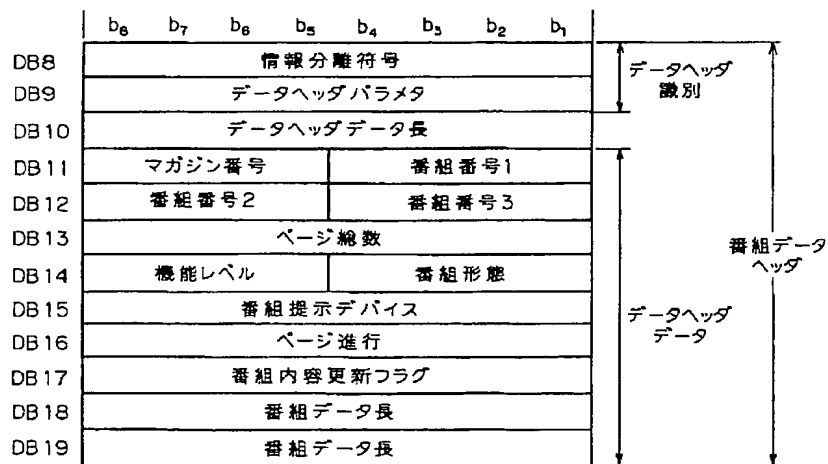 b₈ b₇ b₆ b₅ b₄ b₃ b₂ b₁
DB8 情報分離符号
DB9 データヘッダパラメタ
DB10 データヘッダデータ長
DB11 マガジン番号 番組番号1
DB12 番組番号2 番組番号3
DB13 ページ総数
DB14 機能レベル 番組形態
DB15 番組提示デバイス
DB16 ページ進行
DB17 番組内容更新フラグ
DB18 番組データ長
DB19 番組データ長
データヘッダ
識別
データヘッダ
データ
番組データ
ヘッダ